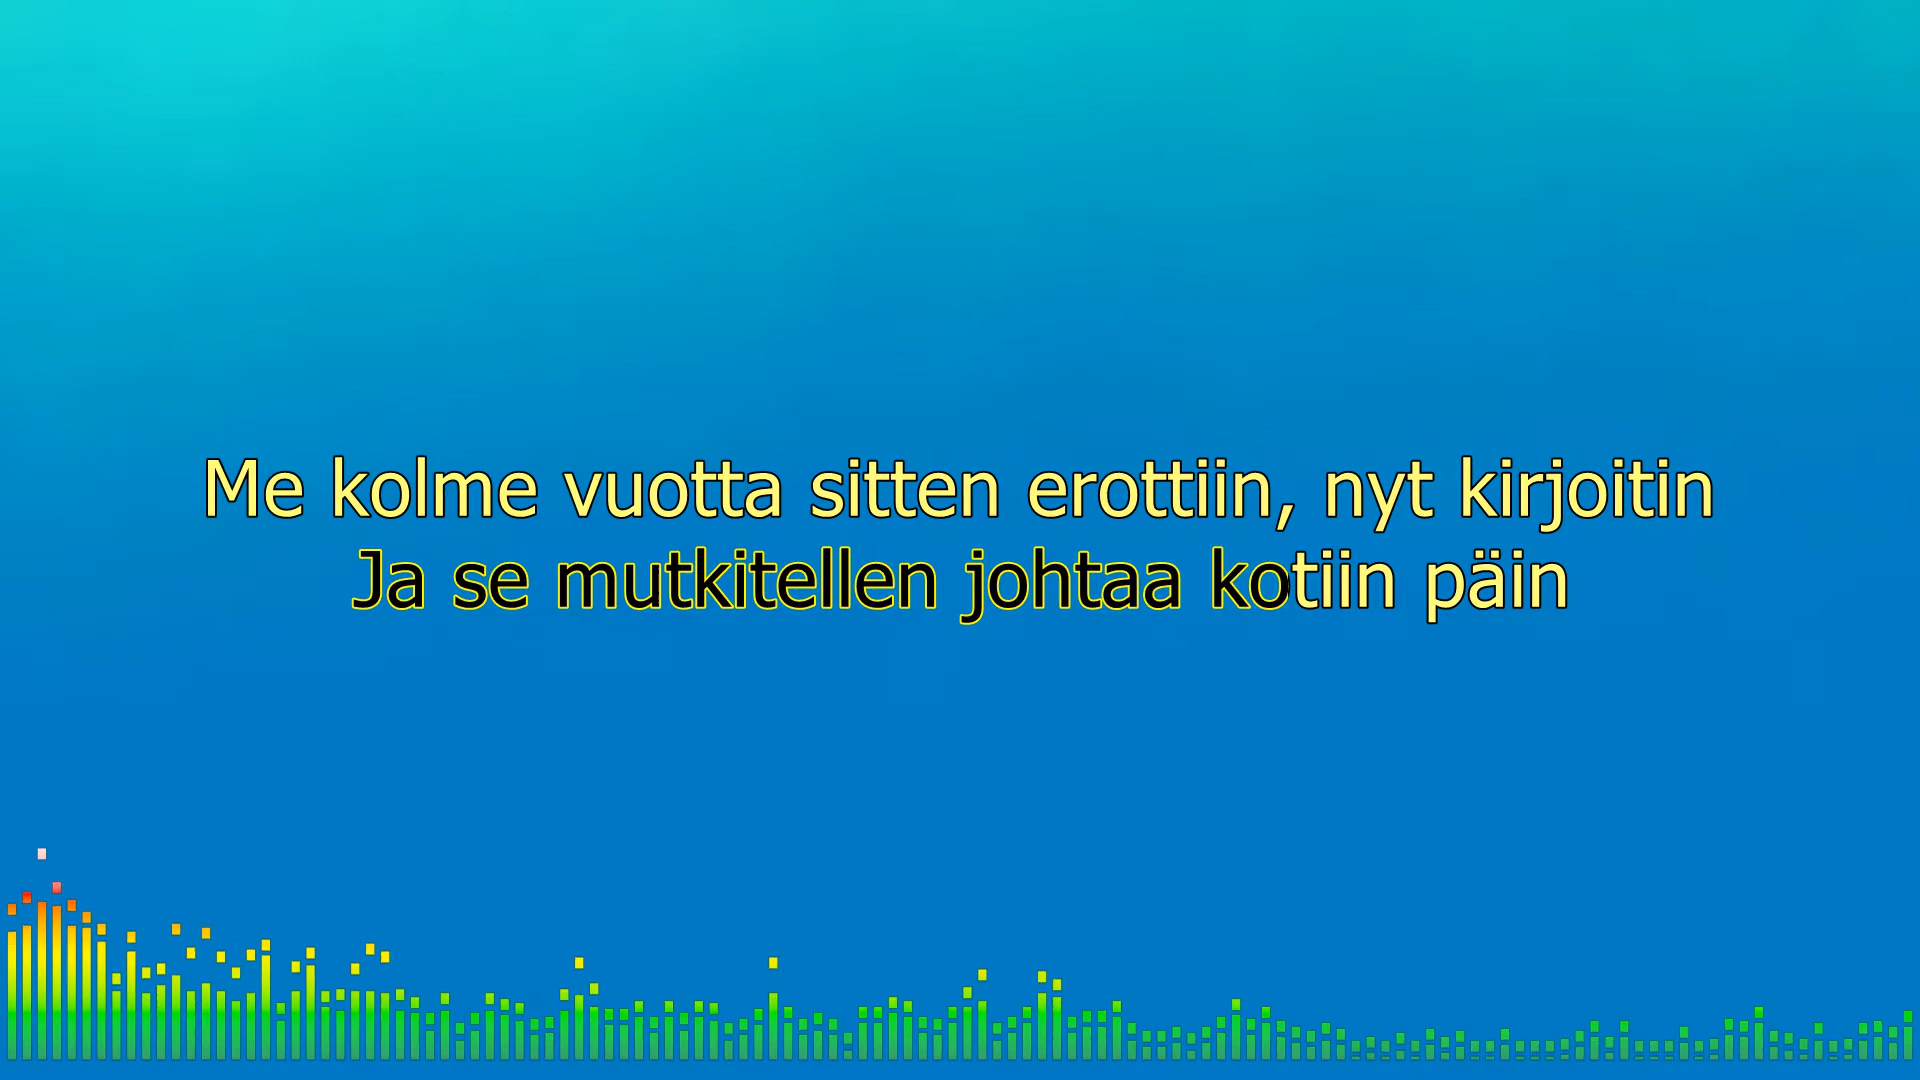 Me kolme vuotta sitten erottiin, nyt kirjoitin
Ja se mutkitellen johtaa kotiin päin